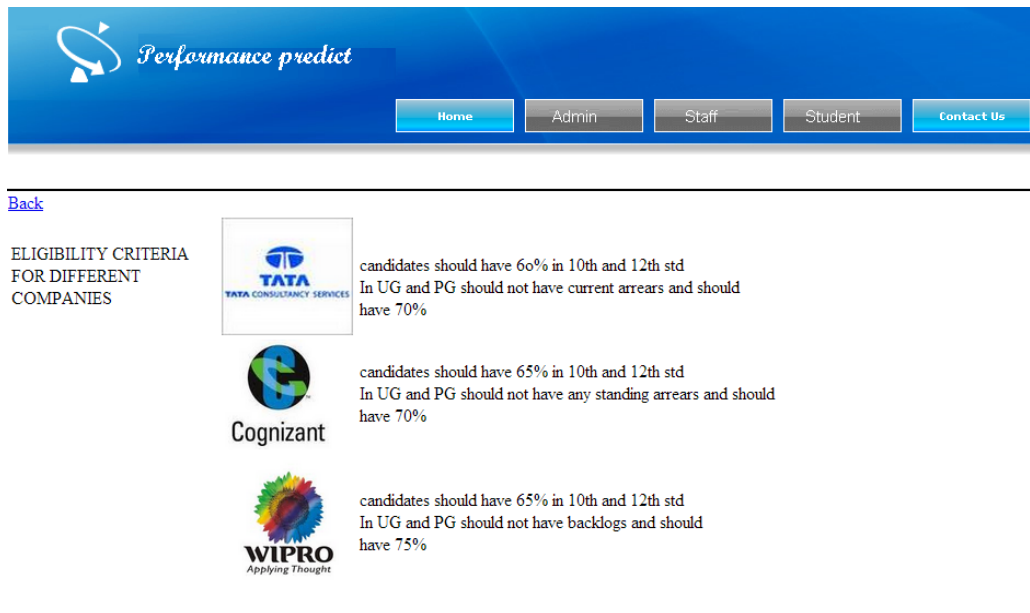 Performance predict
Home
Admin
Staff
Student
Contact Us
Back
ELIGIBILITY CRITERIA
FOR DIFFERENT
COMPANIES
TATA
TATA CONSULTANCY SERVICES
candidates should have 6o% in 10th and 12th std
In UG and PG should not have current arrears and should
have 70%
Cognizant
candidates should have 65% in 10th and 12th std
In UG and PG should not have any standing arrears and should
have 70%
WIPRO
Applying Thought
candidates should have 65% in 10th and 12th std
In UG and PG should not have backlogs and should
have 75%